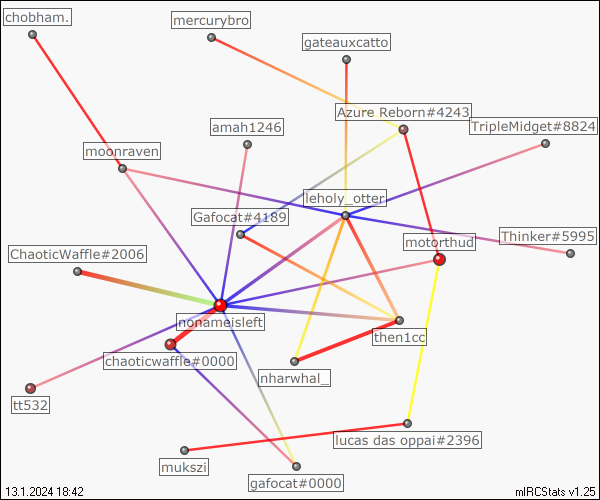 chobham.
mercurybro
gateauxcatto
Azure Reborn#4243
amah1246
TripleMidget#8824
moonraven
leholy_otter
Gafocat#4189
motorthud
Thinker#5995
ChaoticWaffle#2006
nonameisleft
then1cc
chaoticwaffle#0000
nharwhal_
tt532
lucas das oppai#2396
mukszi
gafocat#0000
13.1.2024 18:42
mIRCStats v1.25